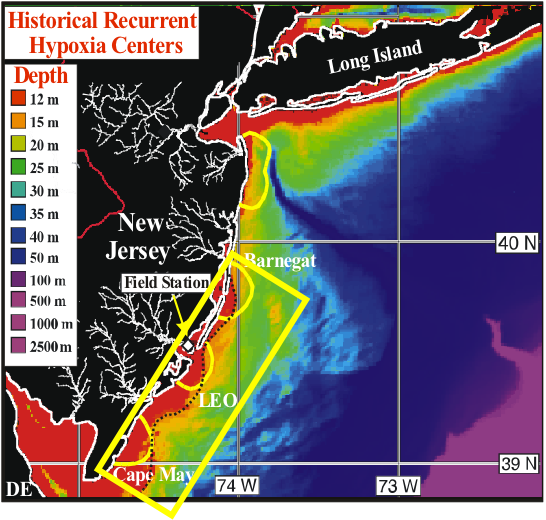 Historical Recurrent
Hypoxia Centers
Depth
12 m
15 m
20 m
25 m
30 m
35 m
40 m
50 m
100 m
500 m
1000 m
2500 m
Long Island
New
Jersey
40 N
Barnegat
Field Station
LEO
39 N
Cape May
DE
74 W
73 W